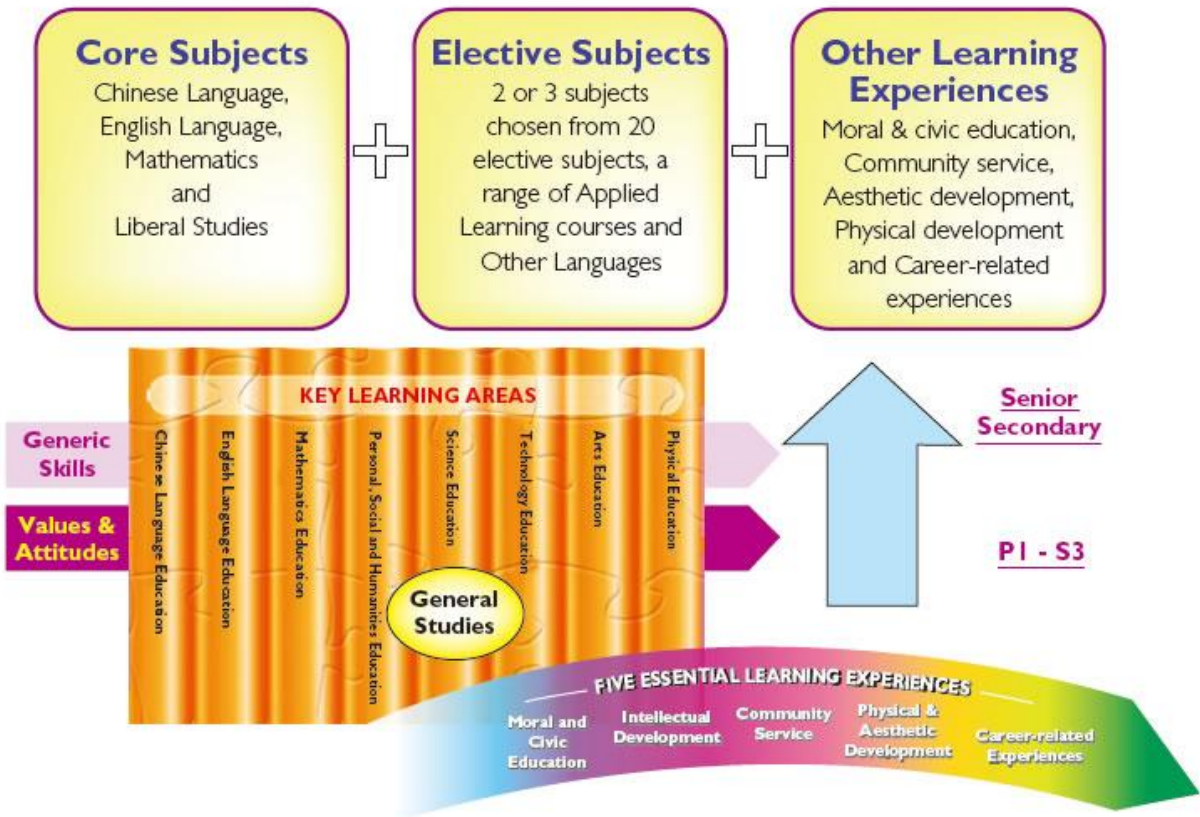 Core Subjects
Chinese Language,
English Language,
Mathematics
and
Liberal Studies
Elective Subjects
2 or 3 subjects
chosen from 20
elective subjects, a
range of Applied
Learning courses and
Other Languages
Other Learning
Experiences
Moral & civic education,
Community service,
Aesthetic development,
Physical development
and Career-related
experiences
KEY LEARNING AREAS
Generic
Skills
Values &
Attitudes
Chinese Language Education
English Language Education
Mathematics Education
Personal, Social and Humanities Education
Science Education
Technology Education
Arts Education
Physical Education
General
Studies
Senior
Secondary
P1 - S3
FIVE ESSENTIAL LEARNING EXPERIENCES
Moral and
Civic
Education
Intellectual
Development
Community
Service
Physical &
Aesthetic
Development
Career-related
Experiences